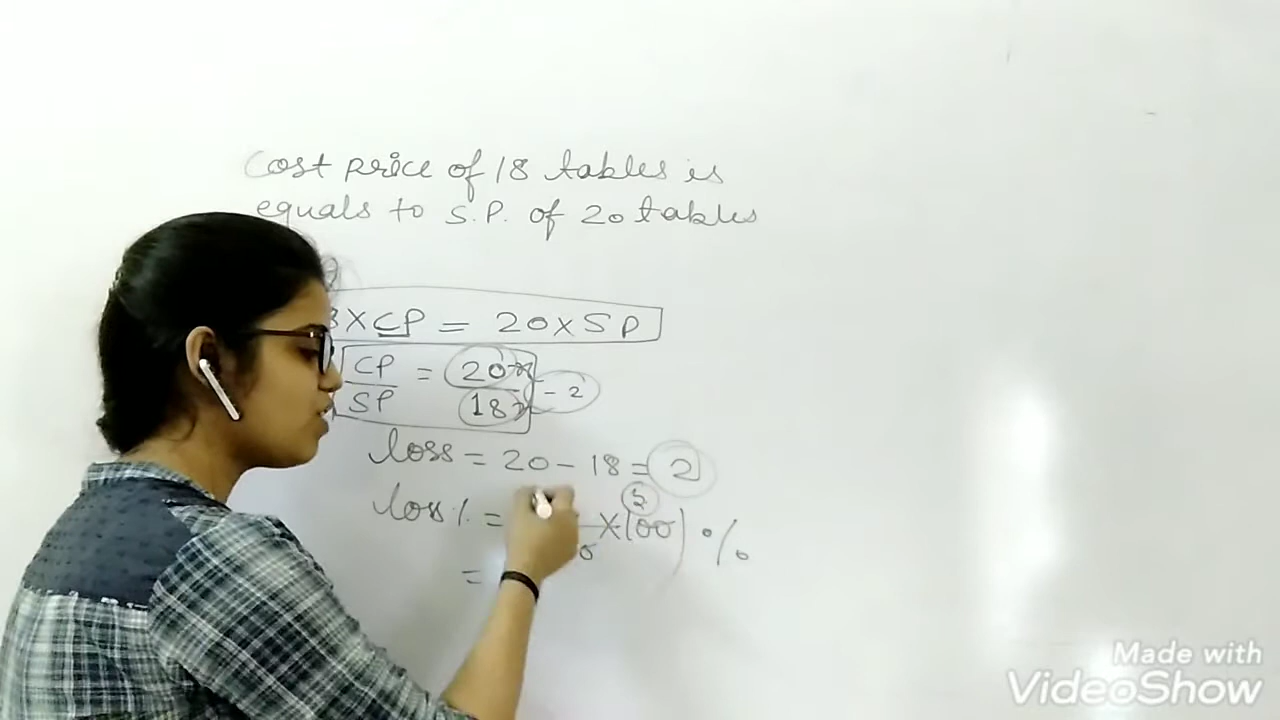 Cost price of 18 tables is
equals to S.P. of 20 tables
X CP = 20 X SP
CP = 20x
SP 18x - 2
loss = 20 - 18 = 2
loss % = X 100) %
=
Made with
VideoShow